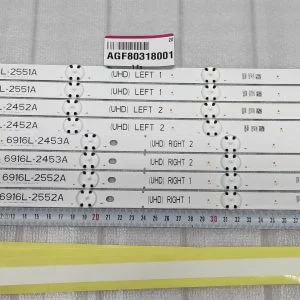 AGF80318001
L-2551A (UHD) LEFT 1
L-2551A (UHD) LEFT 1
L-2452A (UHD) LEFT 2
L-2452A (UHD) LEFT 2
6916L-2453A (UHD) RIGHT 2
6916L-2453A (UHD) RIGHT 2
6916L-2552A (UHD) RIGHT 1
6916L-2552A (UHD) RIGHT 1